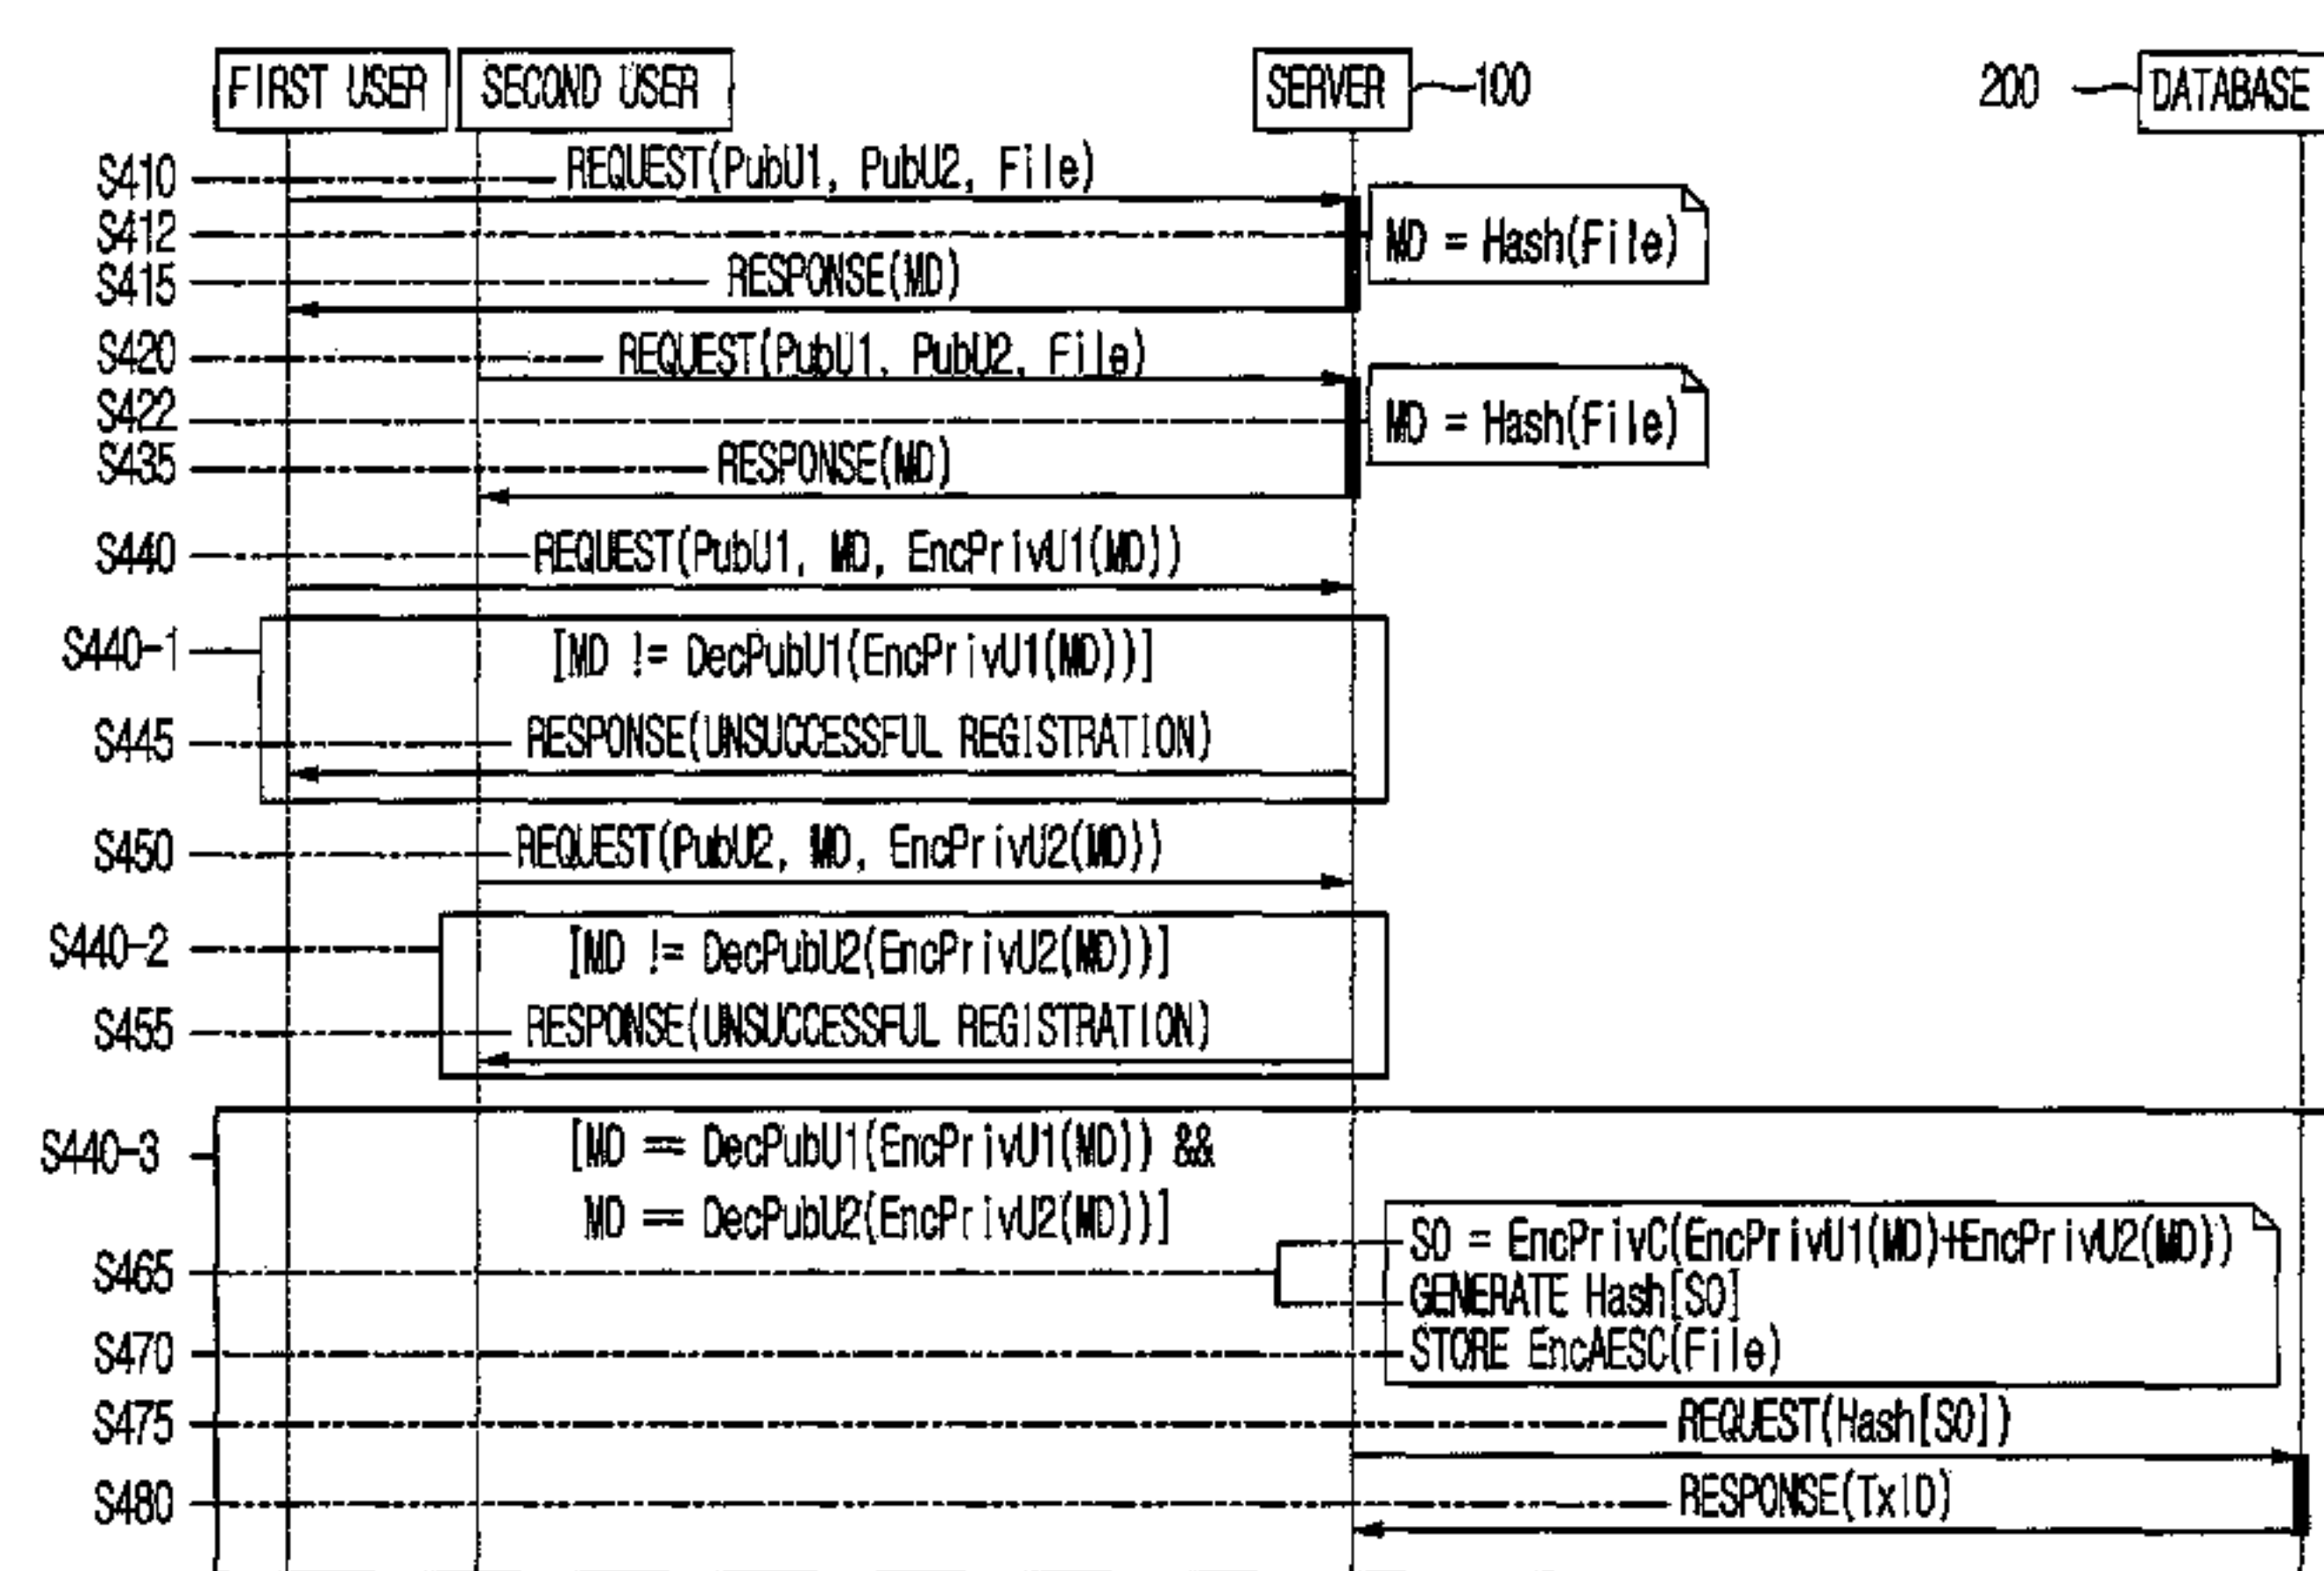 FIRST USER SECOND USER SERVER 100 200 DATABASE
S410 REQUEST(PubU1, PubU2, File)
S412 MD = Hash(File)
S415 RESPONSE(MD)
S420 REQUEST(PubU1, PubU2, File)
S422 MD = Hash(File)
S435 RESPONSE(MD)
S440 REQUEST(PubU1, MD, EncPrivU1(MD))
S440-1 [MD != DecPubU1(EncPrivU1(MD))]
S445 RESPONSE(UNSUCCESSFUL REGISTRATION)
S450 REQUEST(PubU2, MD, EncPrivU2(MD))
S440-2 [MD != DecPubU2(EncPrivU2(MD))]
S455 RESPONSE(UNSUCCESSFUL REGISTRATION)
S440-3 [MD == DecPubU1(EncPrivU1(MD)) &&
MD == DecPubU2(EncPrivU2(MD))]
S465 SO = EncPrivC(EncPrivU1(MD)+EncPrivU2(MD))
GENERATE Hash[SO]
S470 STORE EncAESC(File)
S475 REQUEST(Hash[SO])
S480 RESPONSE(TxID)